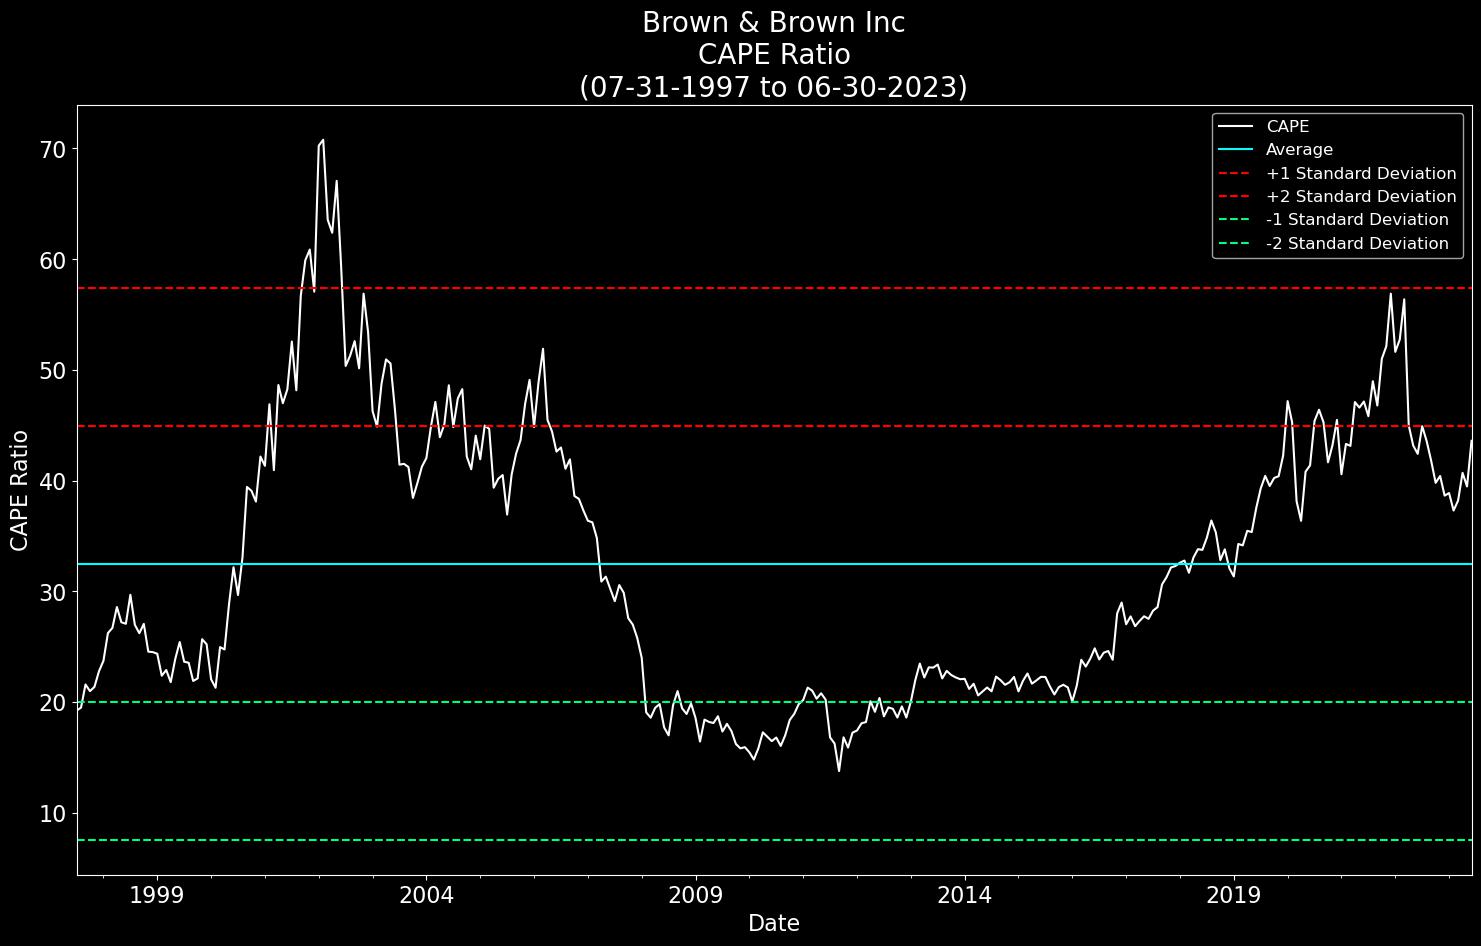 Brown & Brown Inc
CAPE Ratio
(07-31-1997 to 06-30-2023)
CAPE
Average
+1 Standard Deviation
+2 Standard Deviation
-1 Standard Deviation
-2 Standard Deviation
CAPE Ratio
70
60
50
40
30
20
10
1999
2004
2009
2014
2019
Date